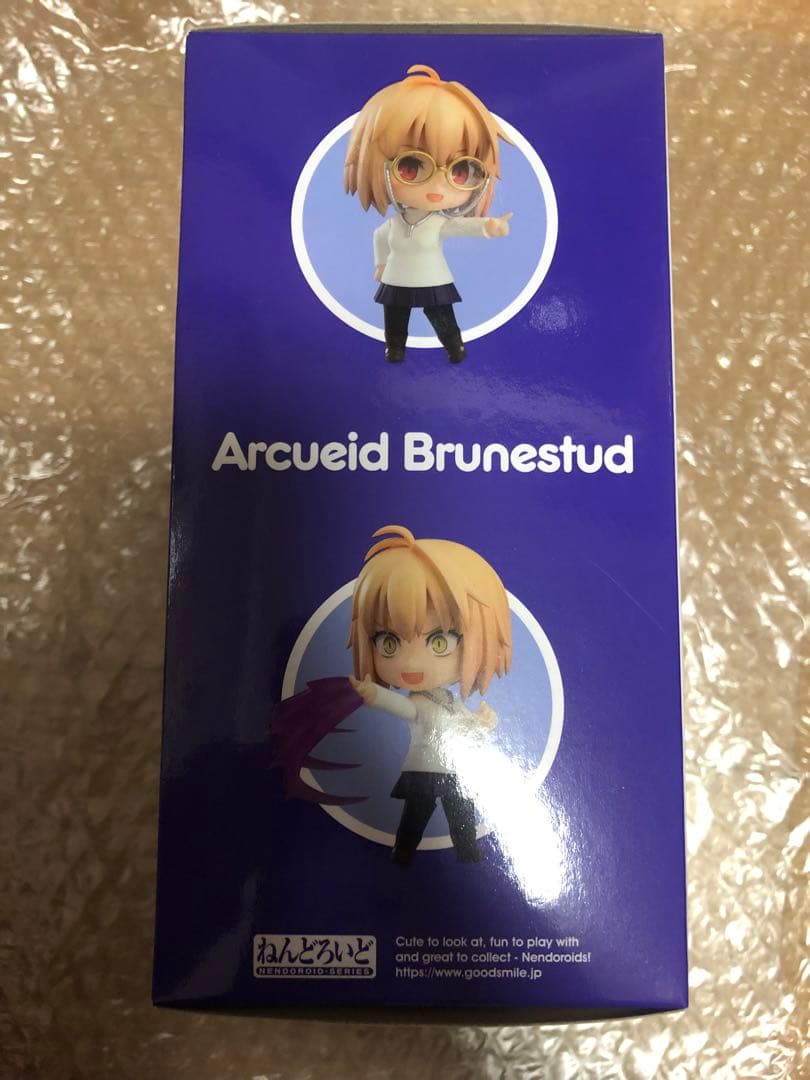 Arcueid Brunestud
ねんどろいど
NENDOROID-SERIES
Cute to look at, fun to play with
and great to collect - Nendoroids!
https://www.goodsmile.jp